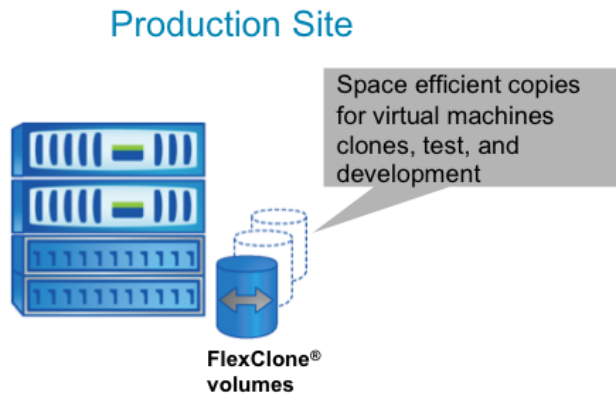 Production Site
Space efficient copies
for virtual machines
clones, test, and
development
FlexClone®
volumes